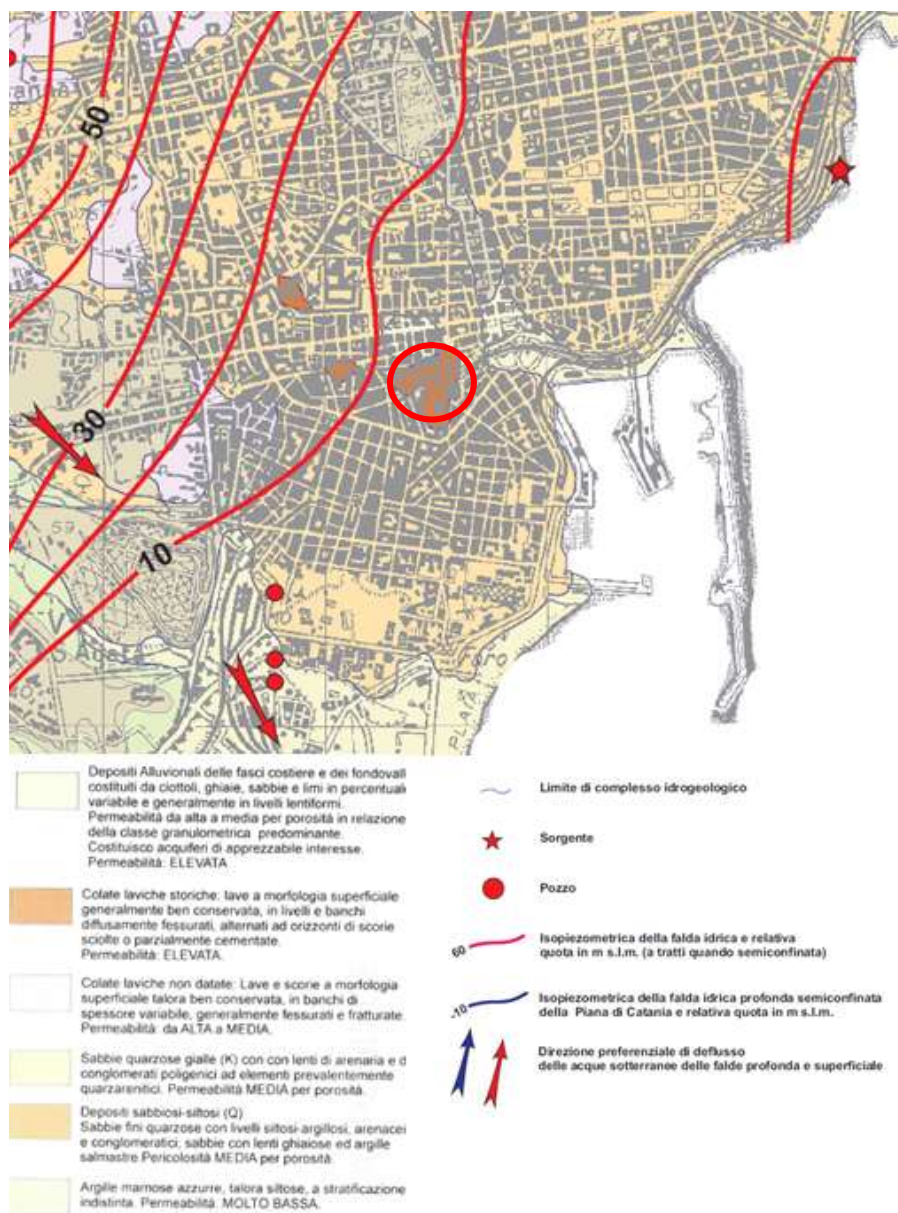 anna
50
29
27
30
59
10
10
S Agata
PLAIA
Depositi Alluvionali delle fasci costiere e dei fondovall
costituiti da ciottoli, ghiaie, sabbie e limi in percentuali
variabile e generalmente in livelli lentiformi.
Permeabilità da alta a media per porosità in relazione
della classe granulometrica predominante.
Costituisco acquiferi di apprezzabile interesse.
Permeabilità: ELEVATA
Colate laviche storiche: lave a morfologia superficiale
generalmente ben conservata, in livelli e banchi
diffusamente fessurati, alternati ad orizzonti di scorie
sciolte o parzialmente cementate.
Permeabilità: ELEVATA.
Colate laviche non datate: Lave e scorie a morfologia
superficiale talora ben conservata, in banchi di
spessore variabile, generalmente fessurati e fratturate
Permeabilità: da ALTA a MEDIA.
Sabbie quarzose gialle (K) con con lenti di arenaria e d
conglomerati poligenici ad elementi prevalentemente
quarzarenitici. Permeabilità MEDIA per porosità.
Depositi sabbiosi-siltosi (Q)
Sabbie fini quarzose con livelli siltosi-argillosi, arenacei
e conglomeratici; sabbie con lenti ghiaiose ed argille
salmastre Pericolosità MEDIA per porosità.
Argille marnose azzurre, talora siltose, a stratificazione
indistinta. Permeabilità: MOLTO BASSA.
Limite di complesso idrogeologico
Sorgente
Pozzo
60
Isopiezometrica della falda idrica e relativa
quota in m s.l.m. (a tratti quando semiconfinata)
-10
Isopiezometrica della falda idrica profonda semiconfinata
della Piana di Catania e relativa quota in m s.l.m.
Direzione preferenziale di deflusso
delle acque sotterranee delle falde profonda e superficiale